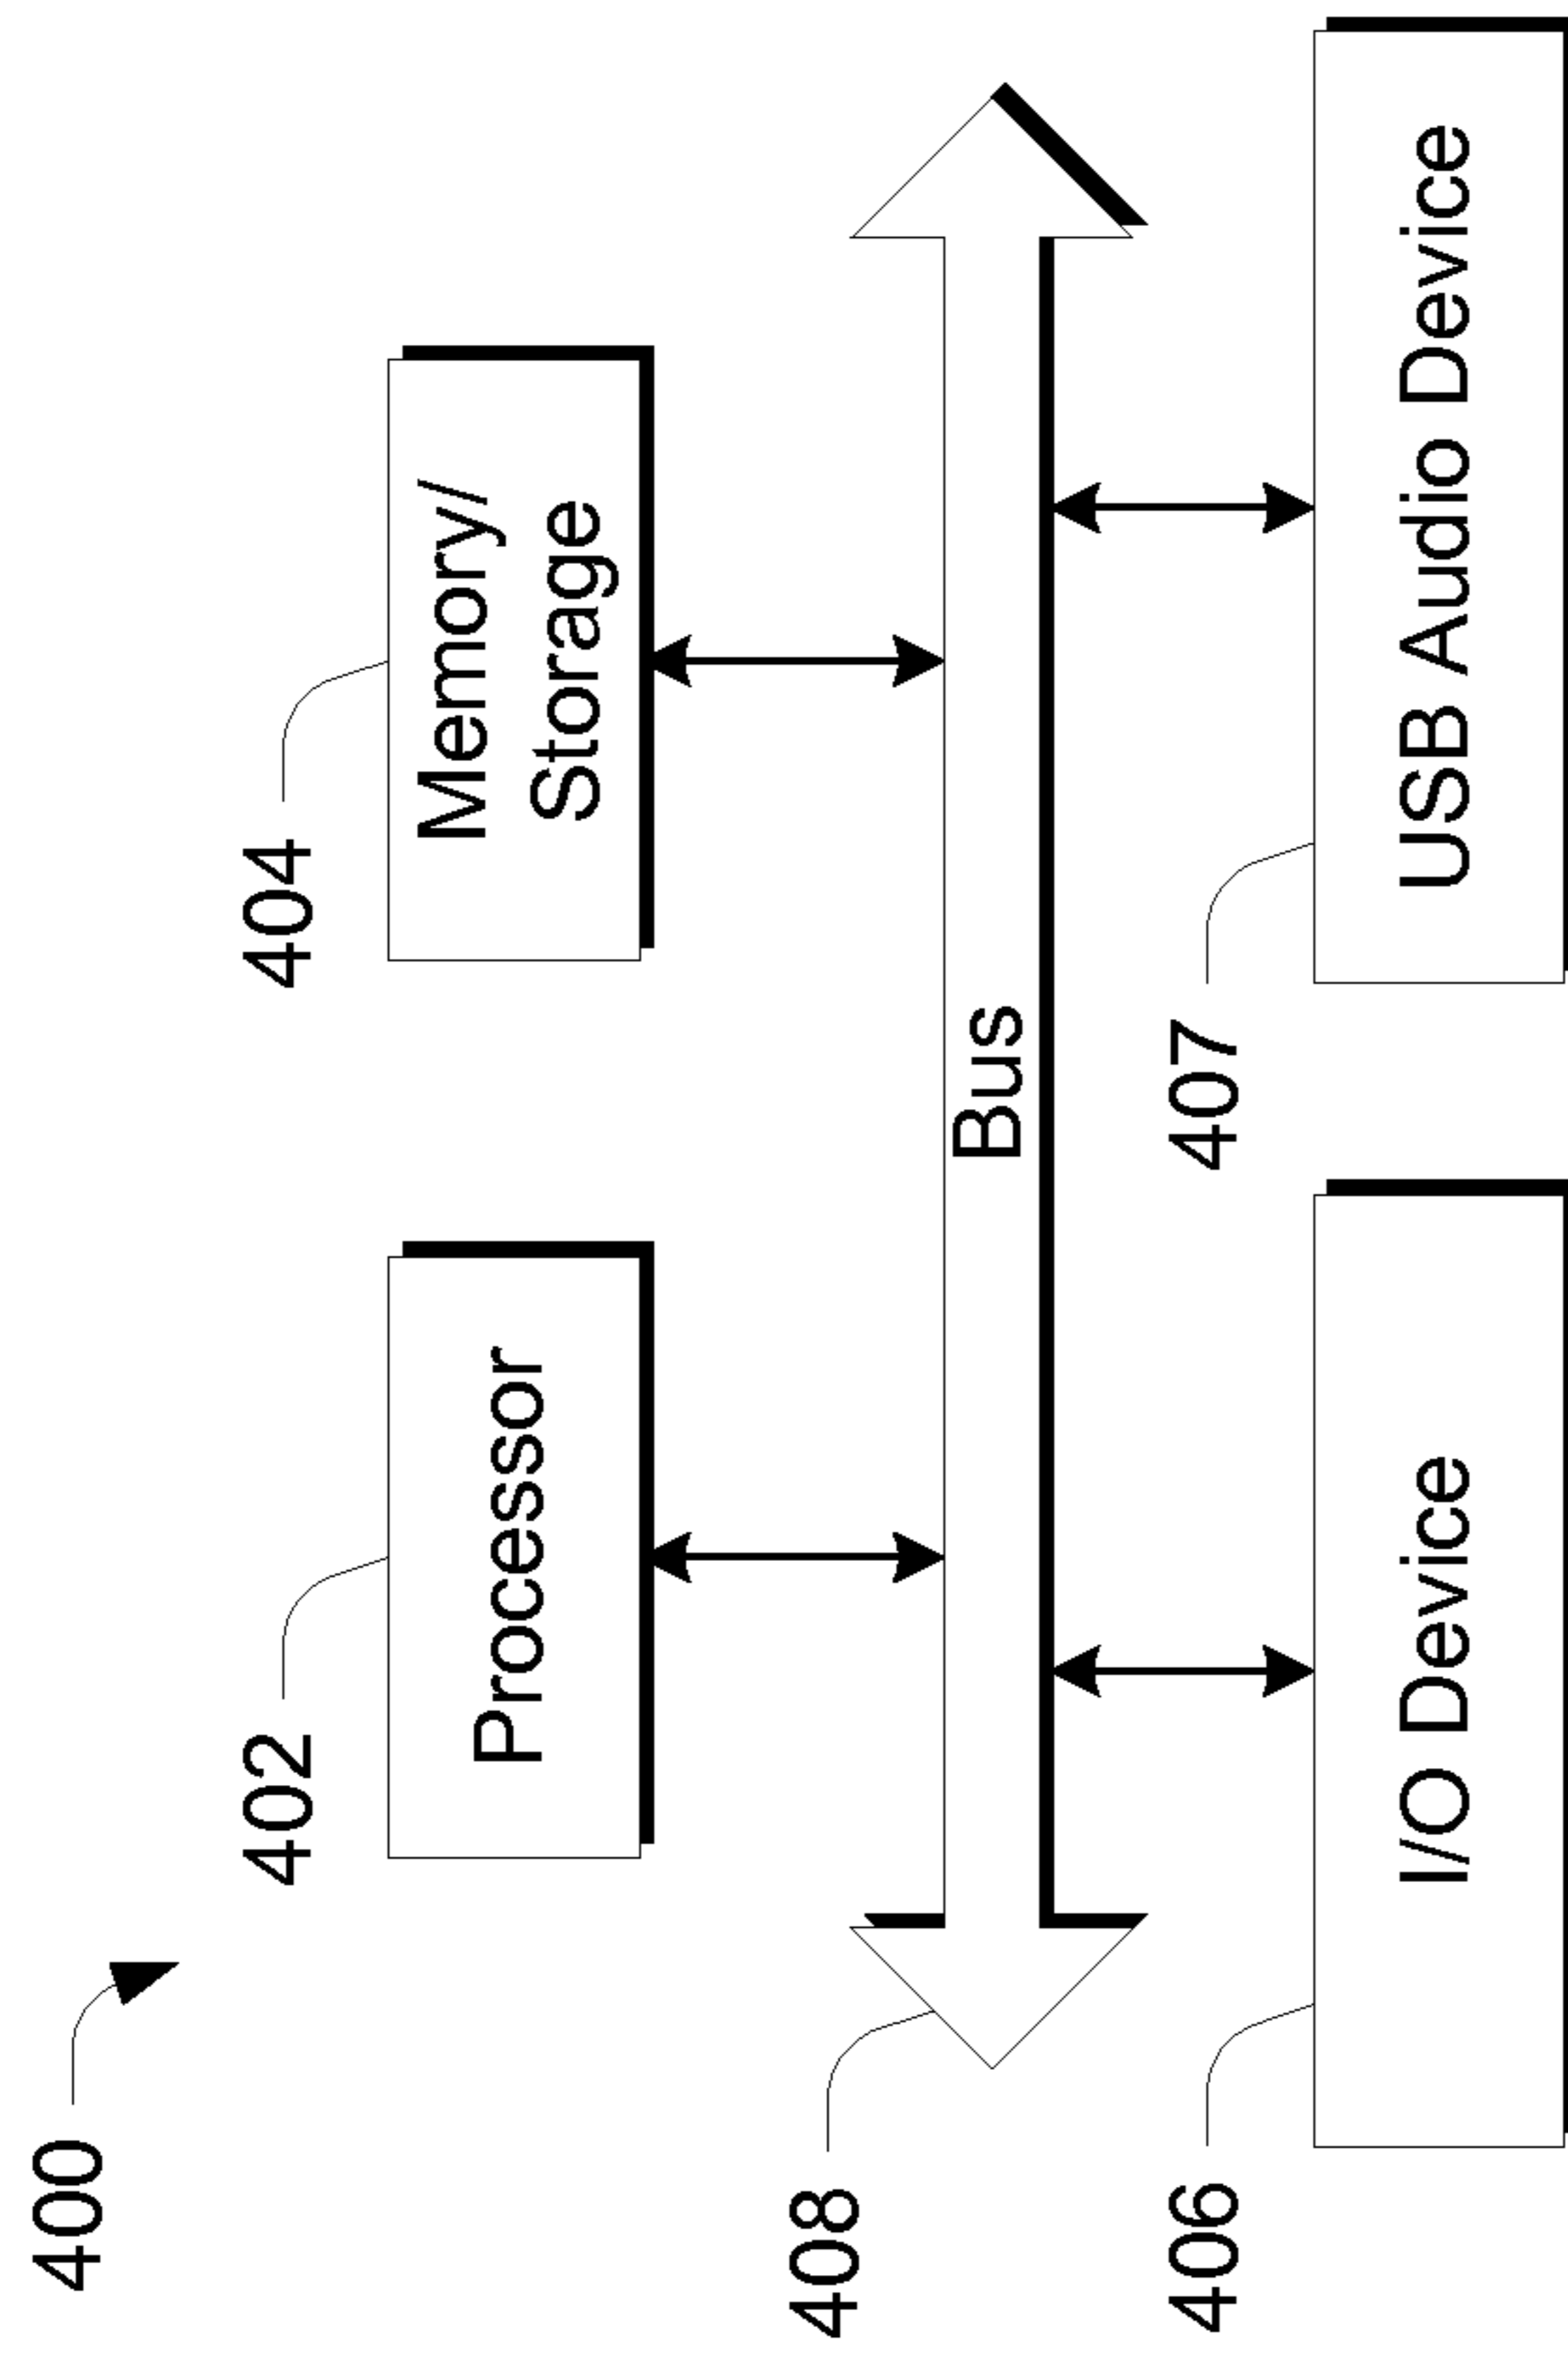 400
402
404
Processor
Memory/
Storage
408
Bus
406
407
I/O Device
USB Audio Device